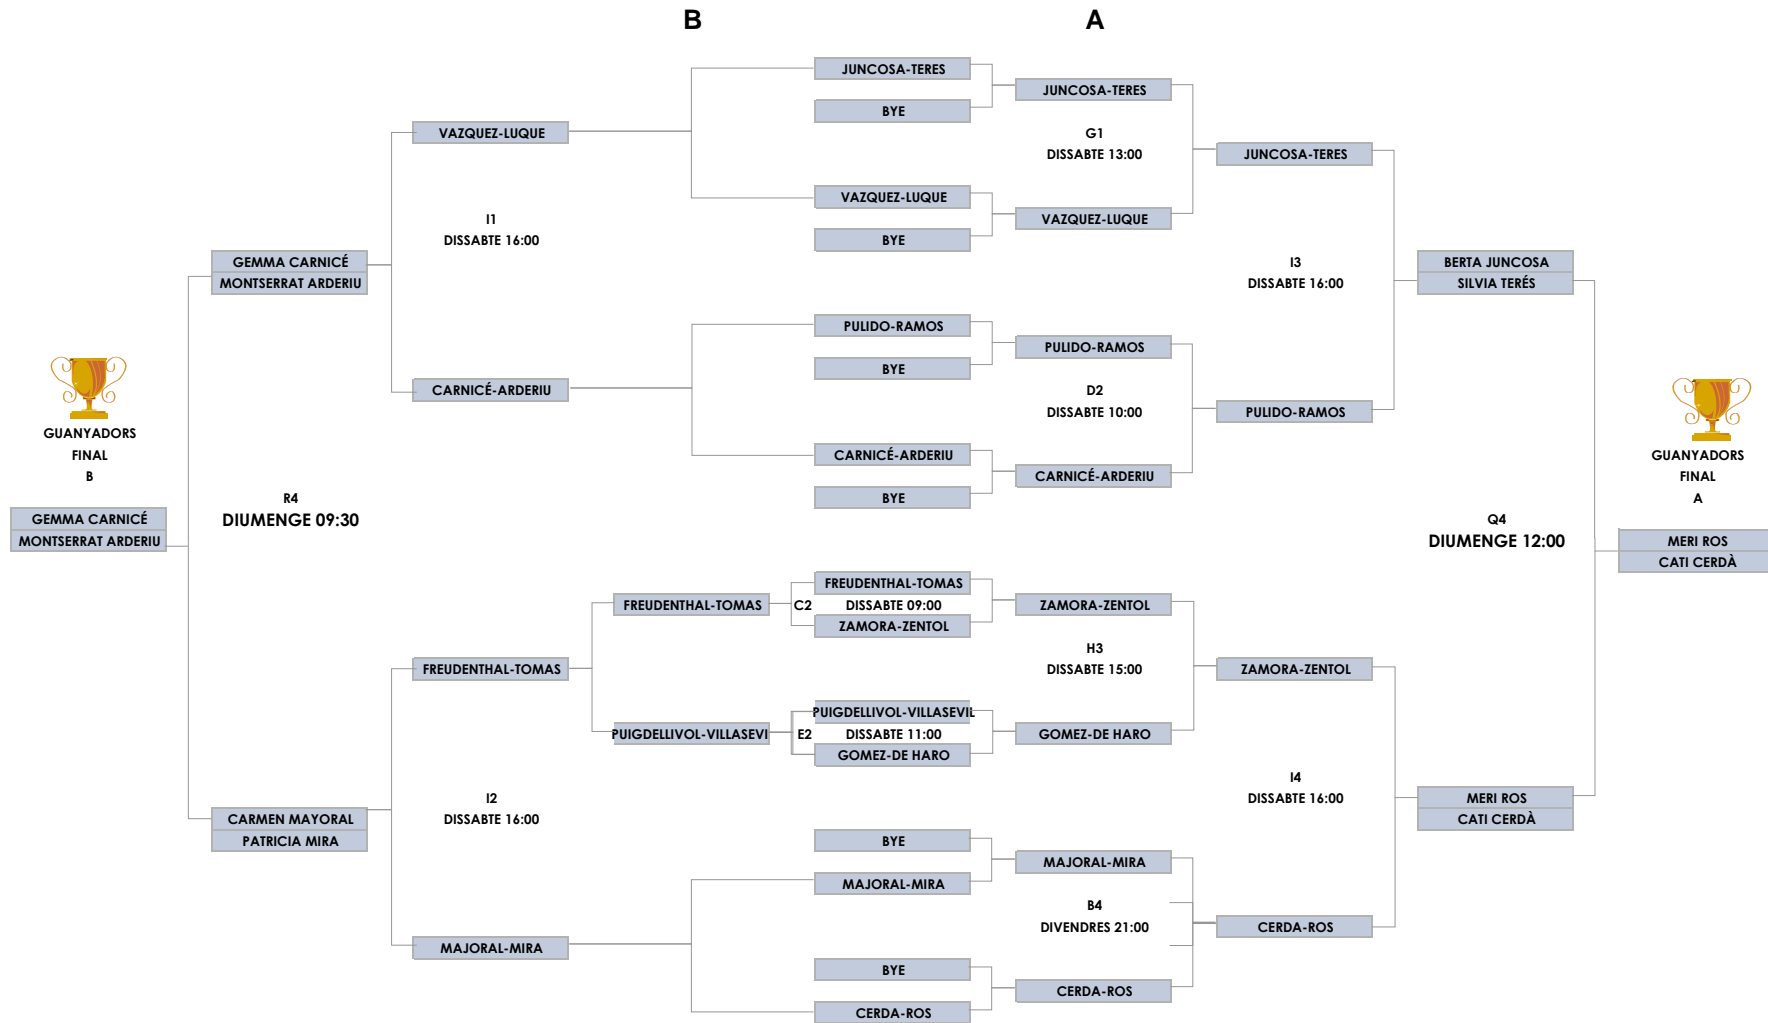 B
A
JUNCOSA-TERES
BYE
JUNCOSA-TERES
G1
DISSABTE 13:00
VAZQUEZ-LUQUE
JUNCOSA-TERES
VAZQUEZ-LUQUE
BYE
VAZQUEZ-LUQUE
I1
DISSABTE 16:00
GEMMA CARNICÉ
MONTSERRAT ARDERIU
I3
DISSABTE 16:00
BERTA JUNCOSA
SILVIA TERÉS
PULIDO-RAMOS
BYE
PULIDO-RAMOS
D2
DISSABTE 10:00
CARNICÉ-ARDERIU
PULIDO-RAMOS
CARNICÉ-ARDERIU
BYE
CARNICÉ-ARDERIU
GUANYADORS
FINAL
B
GEMMA CARNICÉ
MONTSERRAT ARDERIU
R4
DIUMENGE 09:30
GUANYADORS
FINAL
A
Q4
DIUMENGE 12:00
MERI ROS
CATI CERDÀ
FREUDENTHAL-TOMAS
C2
FREUDENTHAL-TOMAS
DISSABTE 09:00
ZAMORA-ZENTOL
ZAMORA-ZENTOL
H3
DISSABTE 15:00
FREUDENTHAL-TOMAS
ZAMORA-ZENTOL
PUIGDELLIVOL-VILLASEVI
E2
PUIGDELLIVOL-VILLASEVIL
DISSABTE 11:00
GOMEZ-DE HARO
GOMEZ-DE HARO
I2
DISSABTE 16:00
I4
DISSABTE 16:00
CARMEN MAYORAL
PATRICIA MIRA
MERI ROS
CATI CERDÀ
BYE
MAJORAL-MIRA
MAJORAL-MIRA
B4
DIVENDRES 21:00
MAJORAL-MIRA
CERDA-ROS
BYE
CERDA-ROS
CERDA-ROS